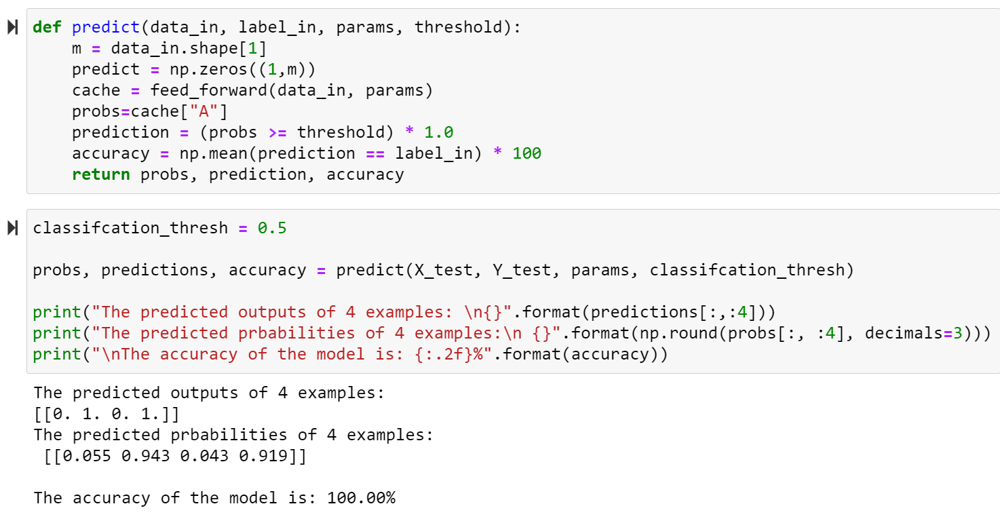 def predict(data_in, label_in, params, threshold):
    m = data_in.shape[1]
    predict = np.zeros((1,m))
    cache = feed_forward(data_in, params)
    probs=cache["A"]
    prediction = (probs >= threshold) * 1.0
    accuracy = np.mean(prediction == label_in) * 100
    return probs, prediction, accuracy
classifcation_thresh = 0.5
probs, predictions, accuracy = predict(X_test, Y_test, params, classifcation_thresh)
print("The predicted outputs of 4 examples: \n{}".format(predictions[:,:4]))
print("The predicted prbabilities of 4 examples:\n {}".format(np.round(probs[:, :4], decimals=3)))
print("\nThe accuracy of the model is: {:.2f}%".format(accuracy))
The predicted outputs of 4 examples:
[[0. 1. 0. 1.]]
The predicted prbabilities of 4 examples:
 [[0.055 0.943 0.043 0.919]]
The accuracy of the model is: 100.00%